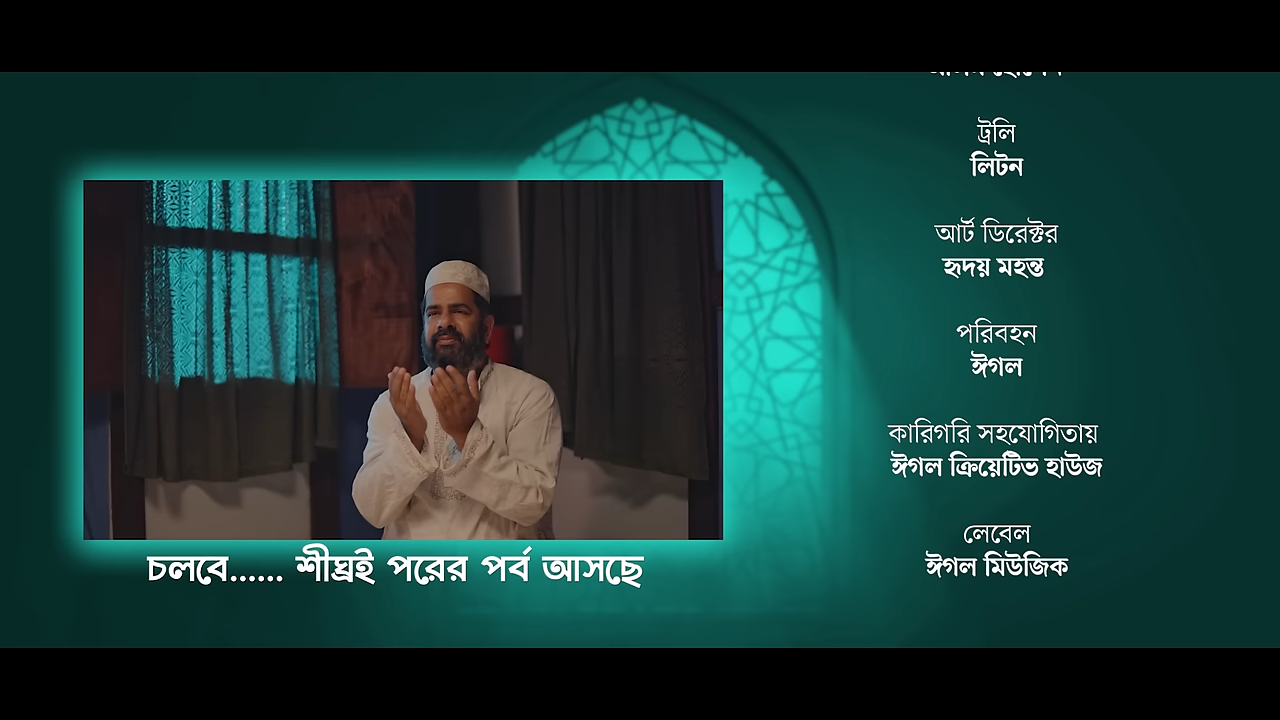 ট্রলি
লিটন
আর্ট ডিরেক্টর
হৃদয় মহন্ত
পরিবহন
ঈগল
কারিগরি সহযোগিতায়
ঈগল ক্রিয়েটিভ হাউজ
লেবেল
ঈগল মিউজিক
চলবে...... শীঘ্রই পরের পর্ব আসছে